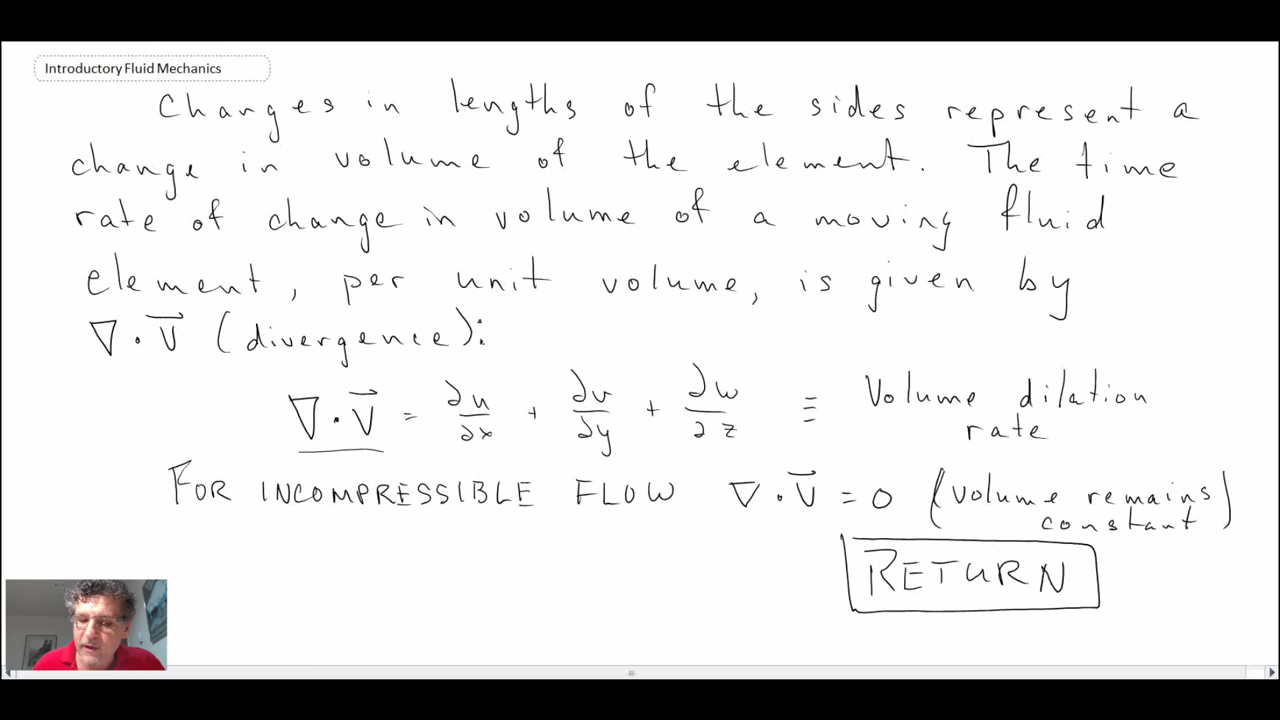 Introductory Fluid Mechanics
Changes in lengths of the sides represent a
change in volume of the element. The time
rate of change in volume of a moving fluid
element, per unit volume, is given by
∇·V⃗ (divergence):
∇·V⃗ = ∂u/∂x + ∂v/∂y + ∂w/∂z ≡ Volume dilation
rate
FOR INCOMPRESSIBLE FLOW ∇·V⃗ = 0 (volume remains
constant)
RETURN